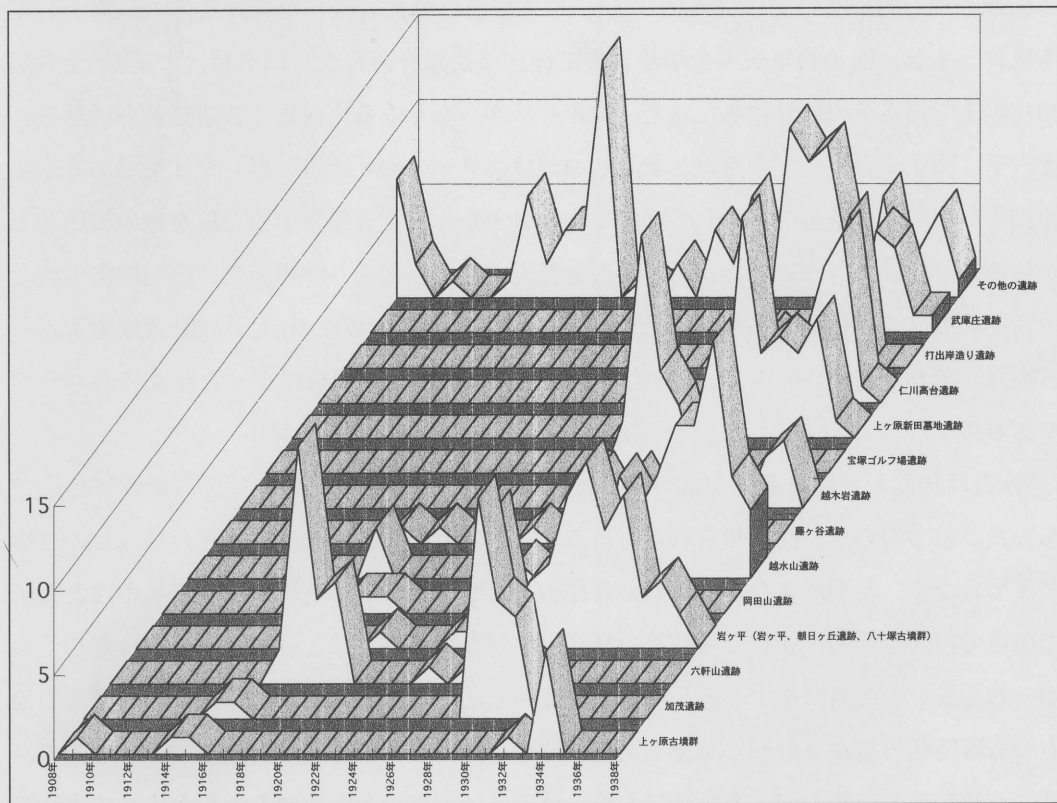 15
10
5
0
1908年
1910年
1912年
1914年
1916年
1918年
1920年
1922年
1924年
1926年
1928年
1930年
1932年
1934年
1936年
1938年
その他の遺跡
武庫庄遺跡
打出岸造り遺跡
仁川高台遺跡
上ヶ原新田墓地遺跡
宝塚ゴルフ場遺跡
越木岩遺跡
藤ヶ谷遺跡
越水山遺跡
岡田山遺跡
岩ヶ平（岩ヶ平、朝日ヶ丘遺跡、八十塚古墳群）
六軒山遺跡
加茂遺跡
上ヶ原古墳群